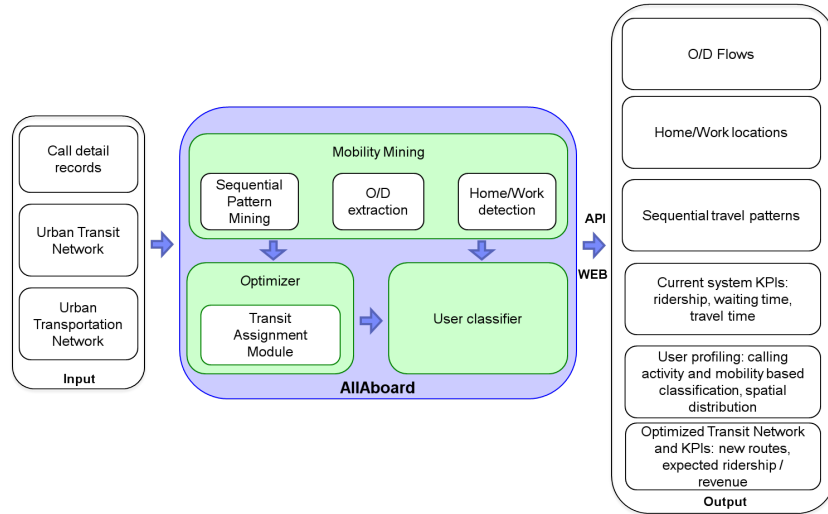 Call detail
records
Urban Transit
Network
Urban
Transportation
Network
Input
Mobility Mining
Sequential
Pattern
Mining
O/D
extraction
Home/Work
detection
Optimizer
Transit
Assignment
Module
User classifier
AllAboard
API
WEB
O/D Flows
Home/Work locations
Sequential travel patterns
Current system KPIs:
ridership, waiting time,
travel time
User profiling: calling
activity and mobility based
classification, spatial
distribution
Optimized Transit Network
and KPIs: new routes,
expected ridership /
revenue
Output